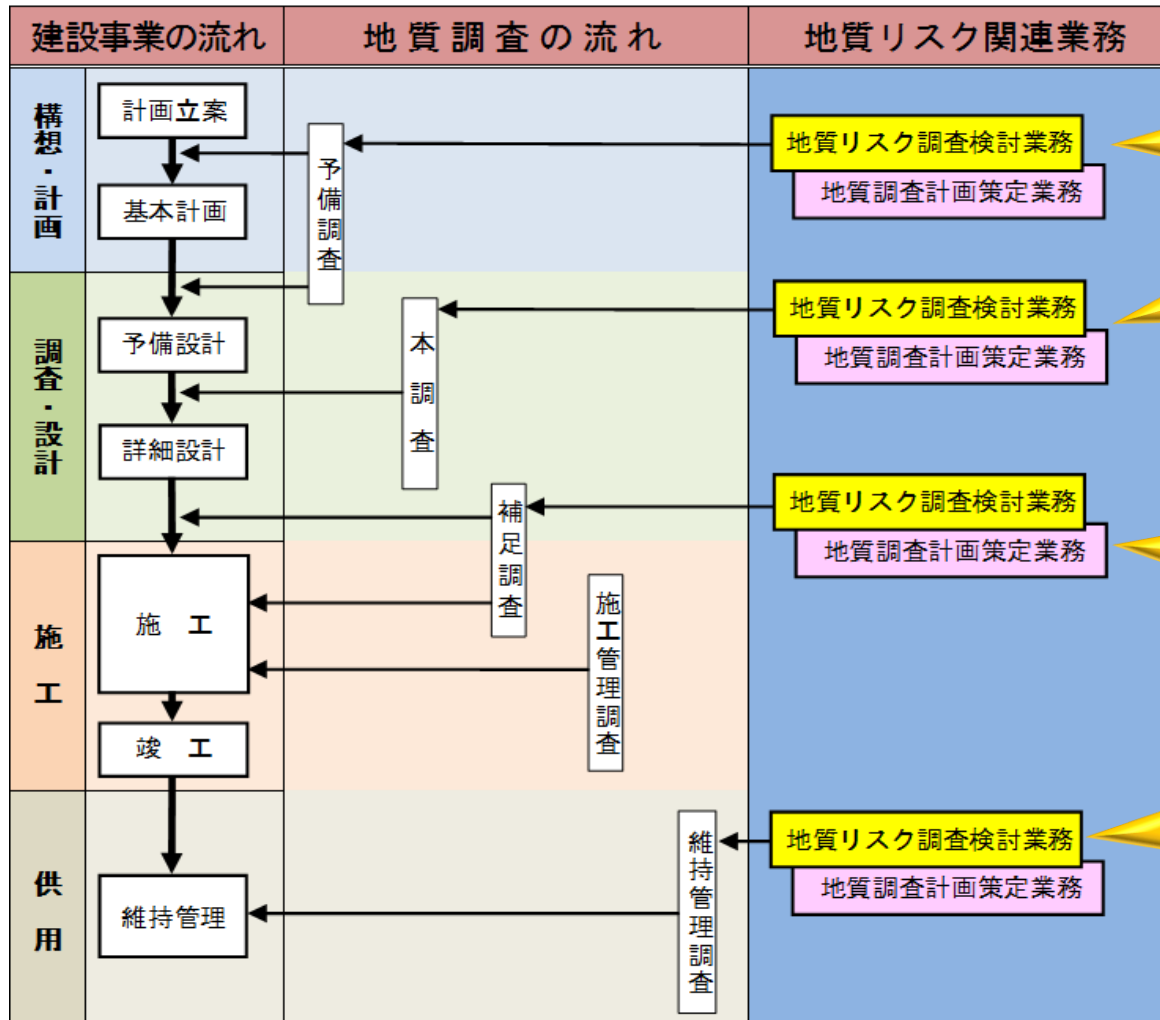 建設事業の流れ
地質調査の流れ
地質リスク関連業務
構想・計画
計画立案
基本計画
予備調査
地質リスク調査検討業務
地質調査計画策定業務
調査・設計
予備設計
詳細設計
本調査
地質リスク調査検討業務
地質調査計画策定業務
補足調査
地質リスク調査検討業務
地質調査計画策定業務
施工
施工
竣工
施工管理調査
供用
維持管理
維持管理調査
地質リスク調査検討業務
地質調査計画策定業務